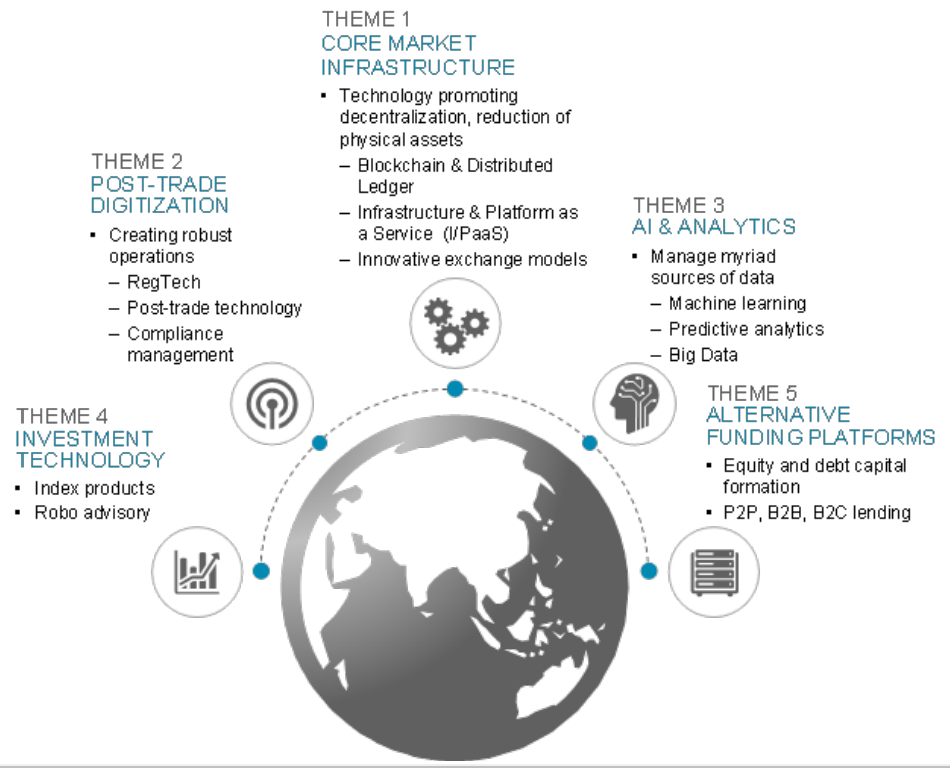 THEME 1
CORE MARKET
INFRASTRUCTURE
▪ Technology promoting
decentralization, reduction of
physical assets
– Blockchain & Distributed
Ledger
– Infrastructure & Platform as
a Service (I/PaaS)
– Innovative exchange models
THEME 2
POST-TRADE
DIGITIZATION
▪ Creating robust
operations
– RegTech
– Post-trade technology
– Compliance
management
THEME 3
AI & ANALYTICS
▪ Manage myriad
sources of data
– Machine learning
– Predictive analytics
– Big Data
THEME 4
INVESTMENT
TECHNOLOGY
▪ Index products
▪ Robo advisory
THEME 5
ALTERNATIVE
FUNDING PLATFORMS
▪ Equity and debt capital
formation
▪ P2P, B2B, B2C lending